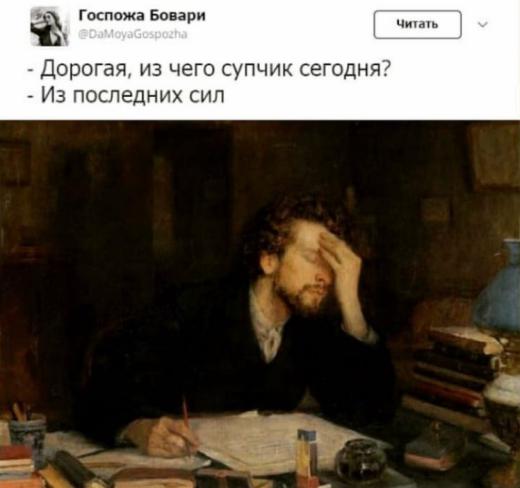 Госпожа Бовари
@DaMoyaGospozha
Читать
- Дорогая, из чего супчик сегодня?
- Из последних сил